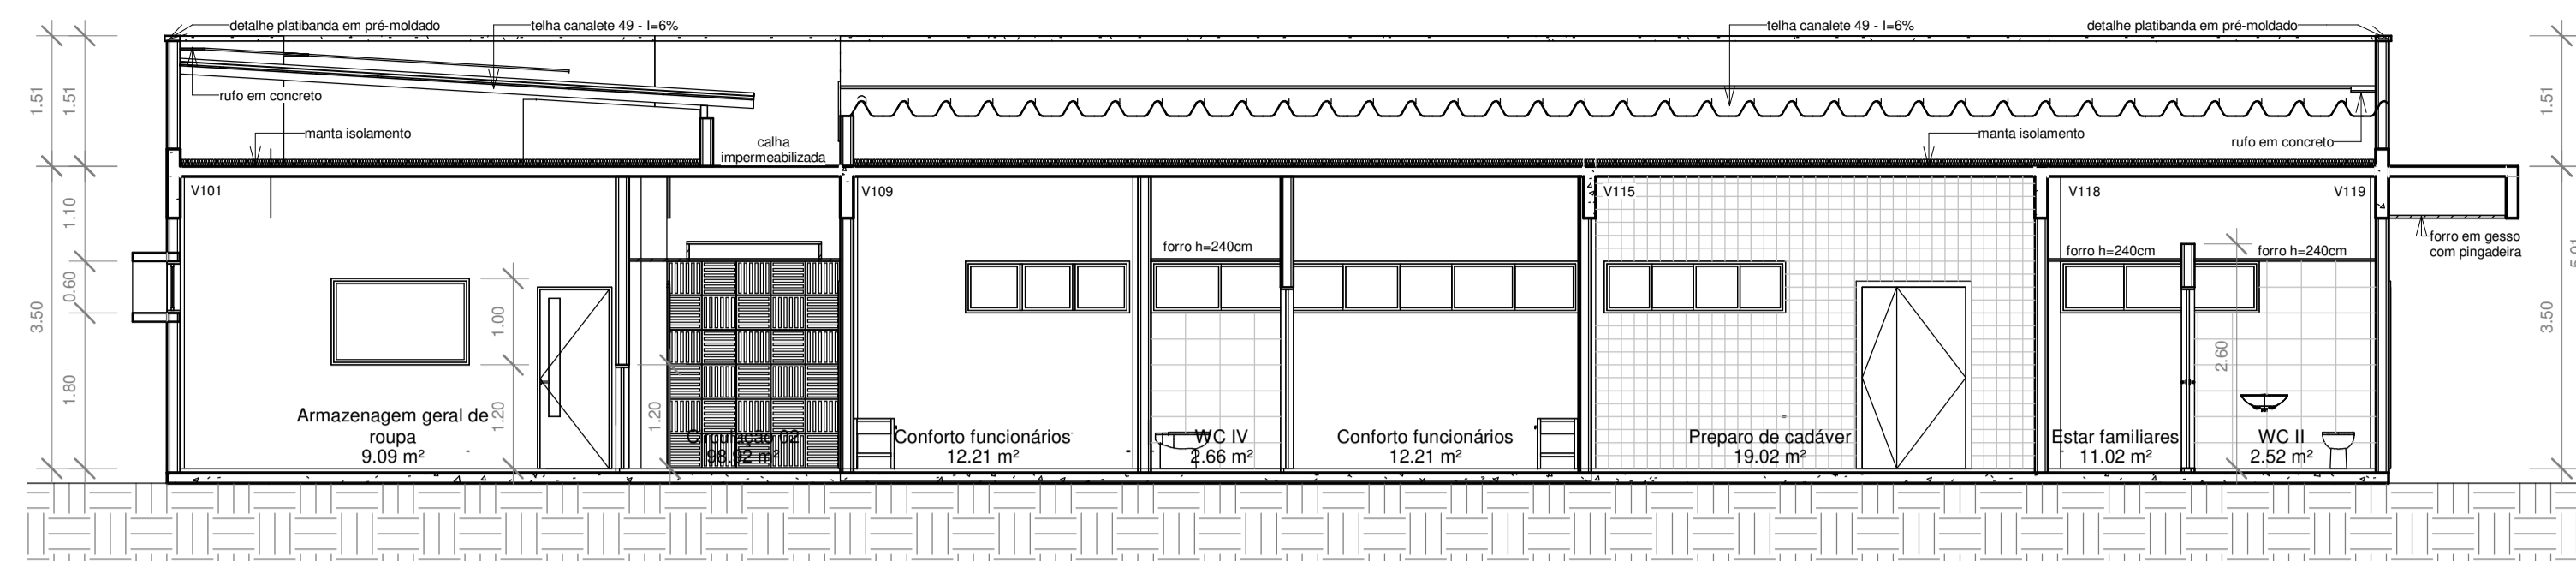 detalhe platibanda em pré-moldado
telha canalete 49 - I=6%
telha canalete 49 - I=6%
detalhe platibanda em pré-moldado
rufo em concreto
manta isolamento
calha
impermeabilizada
manta isolamento
rufo em concreto
1.51
1.51
1.51
V101
V109
V115
V118
V119
forro h=240cm
forro h=240cm
forro h=240cm
forro em gesso
com pingadeira
1.10
0.60
3.50
1.80
1.00
1.20
1.20
2.60
5.01
3.50
Armazenagem geral de
roupa
9.09 m²
Circulação 02
98.92 m²
Conforto funcionários
12.21 m²
WC IV
2.66 m²
Conforto funcionários
12.21 m²
Preparo de cadáver
19.02 m²
Estar familiares
11.02 m²
WC II
2.52 m²